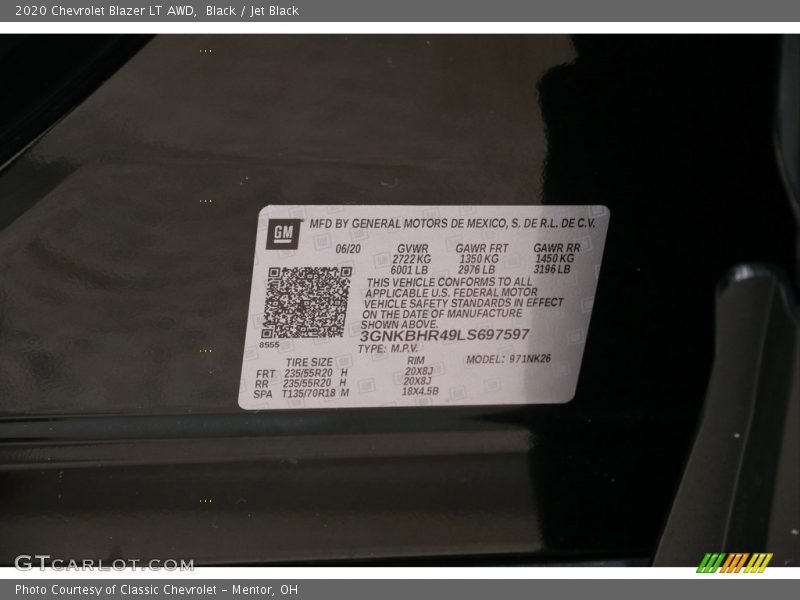 2020 Chevrolet Blazer LT AWD, Black / Jet Black
GM MFD BY GENERAL MOTORS DE MEXICO, S. DE R.L. DE C.V.
06/20 GVWR GAWR FRT GAWR RR
2722 KG 1350 KG 1450 KG
6001 LB 2976 LB 3196 LB
THIS VEHICLE CONFORMS TO ALL
APPLICABLE U.S. FEDERAL MOTOR
VEHICLE SAFETY STANDARDS IN EFFECT
ON THE DATE OF MANUFACTURE
SHOWN ABOVE.
8555
3GNKBHR49LS697597
TYPE: M.P.V. MODEL: 971NK26
TIRE SIZE RIM
FRT 235/55R20 H 20X8J
RR 235/55R20 H 20X8J
SPA T135/70R18 M 18X4.5B
GTCARLOT.COM
Photo Courtesy of Classic Chevrolet - Mentor, OH